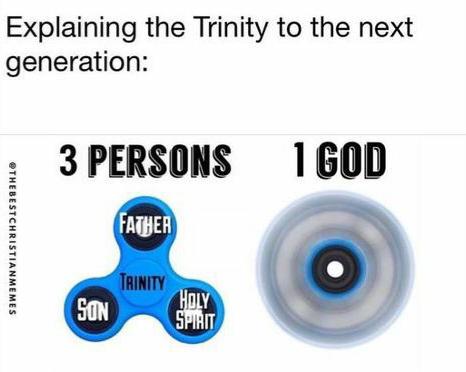 Explaining the Trinity to the next
generation:
3 PERSONS 1 GOD
FATHER
TRINITY
SON
HOLY
SPIRIT
@THEBESTCHRISTIANMEMES